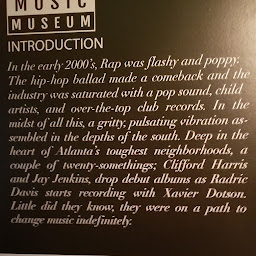 MUSIC
MUSEUM
INTRODUCTION
In the early 2000's, Rap was flashy and poppy.
The hip-hop ballad made a comeback and the
industry was saturated with a pop sound, child
artists, and over-the-top club records. In the
midst of all this, a gritty, pulsating vibration as-
sembled in the depths of the south. Deep in the
heart of Atlanta's toughest neighborhoods, a
couple of twenty-somethings; Clifford Harris
and Jay Jenkins, drop debut albums as Radric
Davis starts recording with Xavier Dotson.
Little did they know, they were on a path to
change music indefinitely.